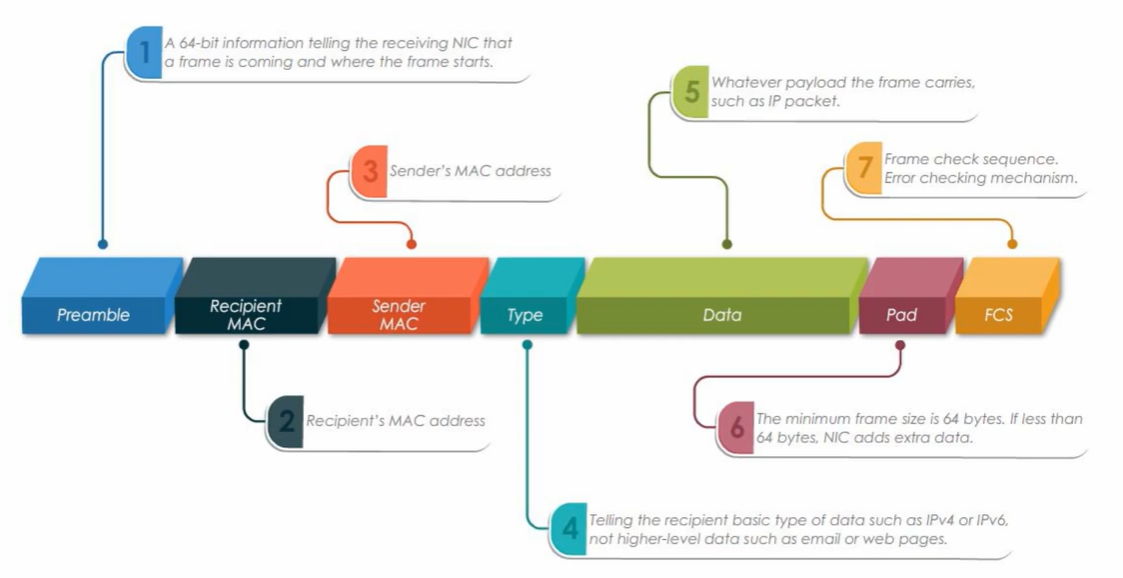 1
A 64-bit information telling the receiving NIC that
a frame is coming and where the frame starts.
5
Whatever payload the frame carries,
such as IP packet.
3
Sender's MAC address
7
Frame check sequence.
Error checking mechanism.
Preamble
Recipient
MAC
Sender
MAC
Type
Data
Pad
FCS
2
Recipient's MAC address
6
The minimum frame size is 64 bytes. If less than
64 bytes, NIC adds extra data.
4
Telling the recipient basic type of data such as IPv4 or IPv6,
not higher-level data such as email or web pages.